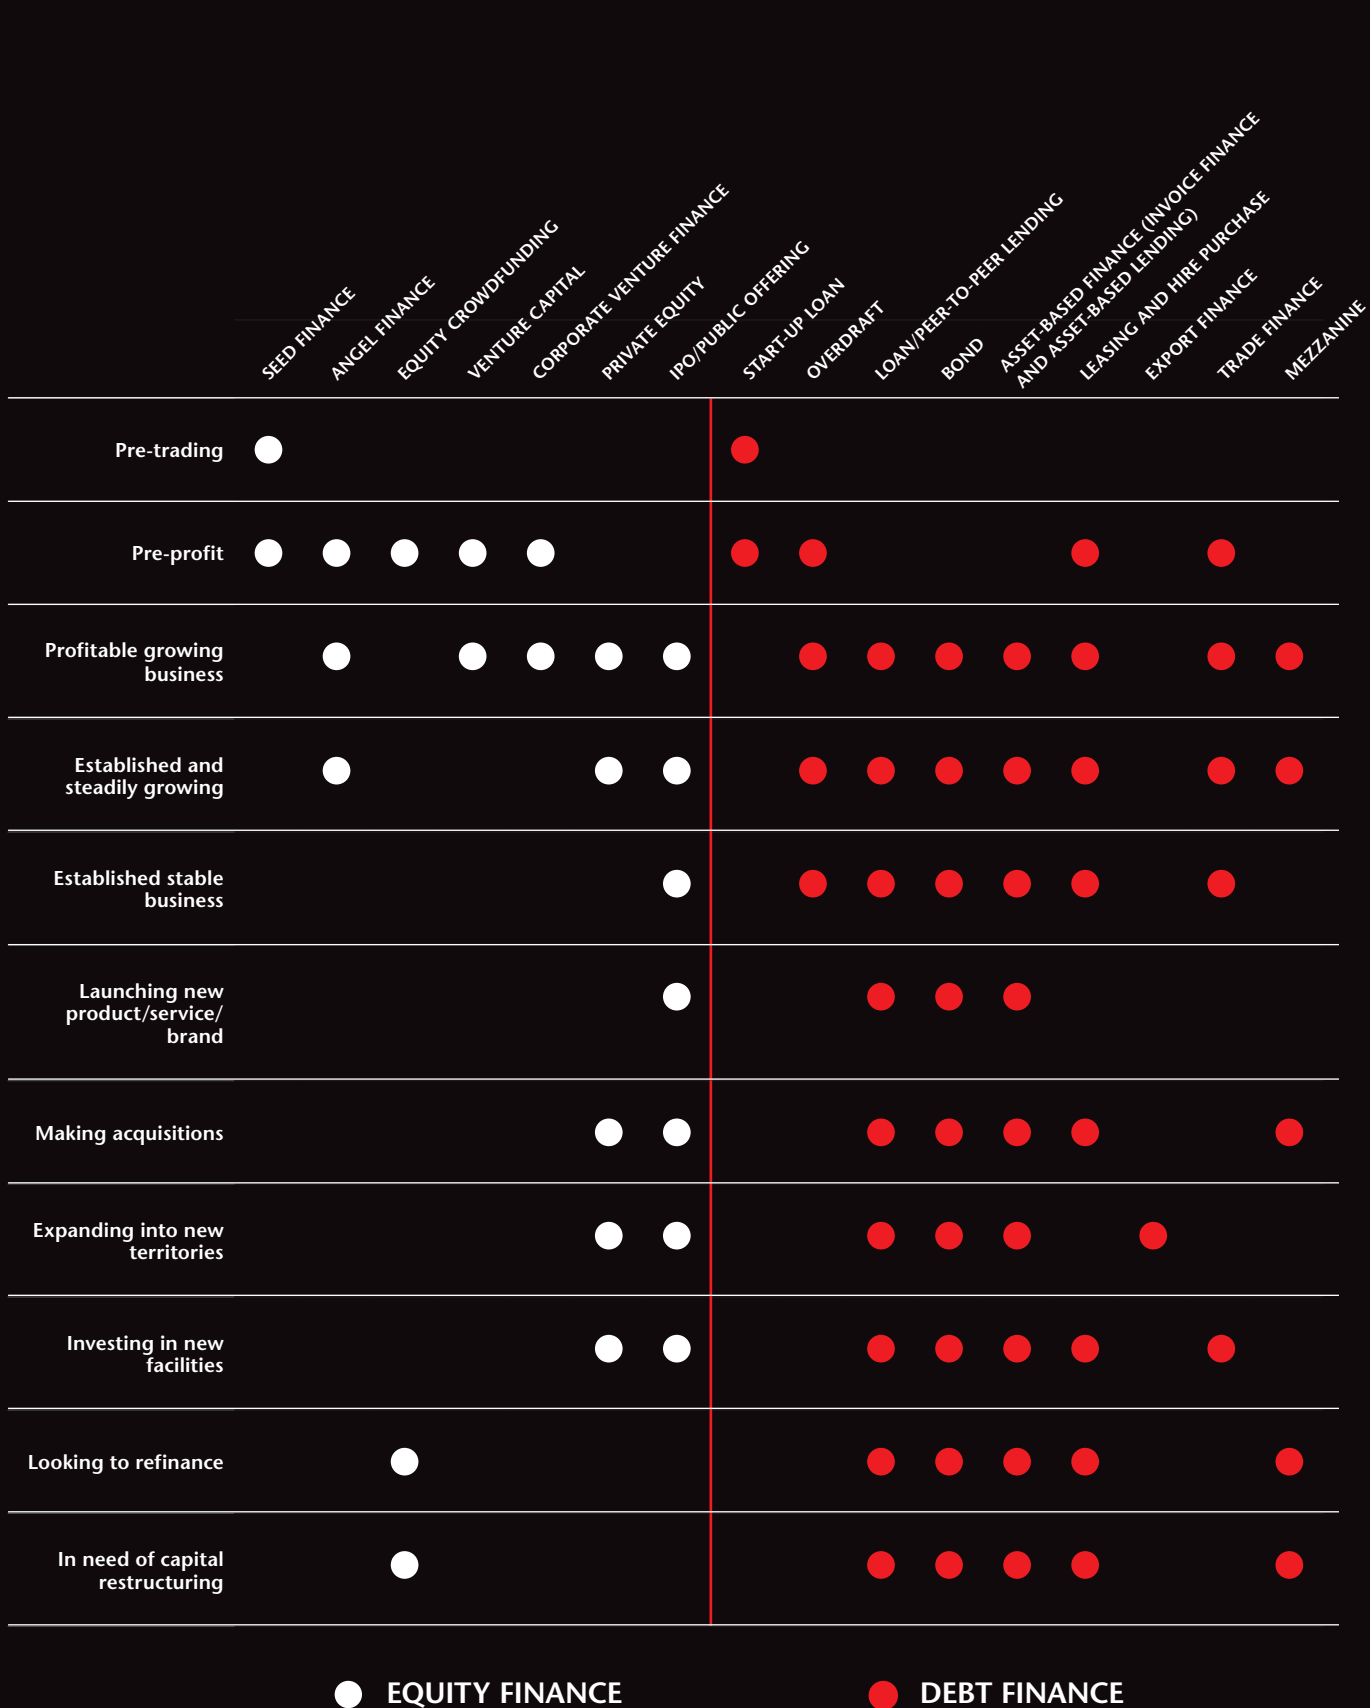 SEED FINANCE
ANGEL FINANCE
EQUITY CROWDFUNDING
VENTURE CAPITAL
CORPORATE VENTURE FINANCE
PRIVATE EQUITY
IPO/PUBLIC OFFERING
START-UP LOAN
OVERDRAFT
LOAN/PEER-TO-PEER LENDING
BOND
ASSET-BASED FINANCE (INVOICE FINANCE
AND ASSET-BASED LENDING)
LEASING AND HIRE PURCHASE
EXPORT FINANCE
TRADE FINANCE
MEZZANINE
Pre-trading
Pre-profit
Profitable growing
business
Established and
steadily growing
Established stable
business
Launching new
product/service/
brand
Making acquisitions
Expanding into new
territories
Investing in new
facilities
Looking to refinance
In need of capital
restructuring
EQUITY FINANCE
DEBT FINANCE